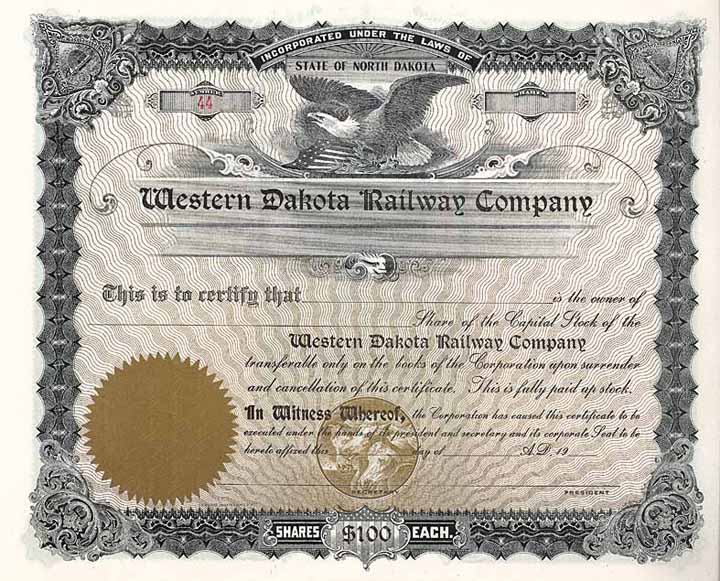 INCORPORATED UNDER THE LAWS OF
STATE OF NORTH DAKOTA
NUMBER
44
SHARES
Western Dakota Railway Company
This is to certify that is the owner of
Share of the Capital Stock of the
Western Dakota Railway Company
transferable only on the books of the Corporation upon surrender
and cancellation of this certificate. This is fully paid up stock.
In Witness Whereof, the Corporation has caused this certificate to be
executed under the hands of its president and secretary and its corporate Seal to be
hereto affixed this day of A.D. 19
SECRETARY PRESIDENT
SHARES $100 EACH.